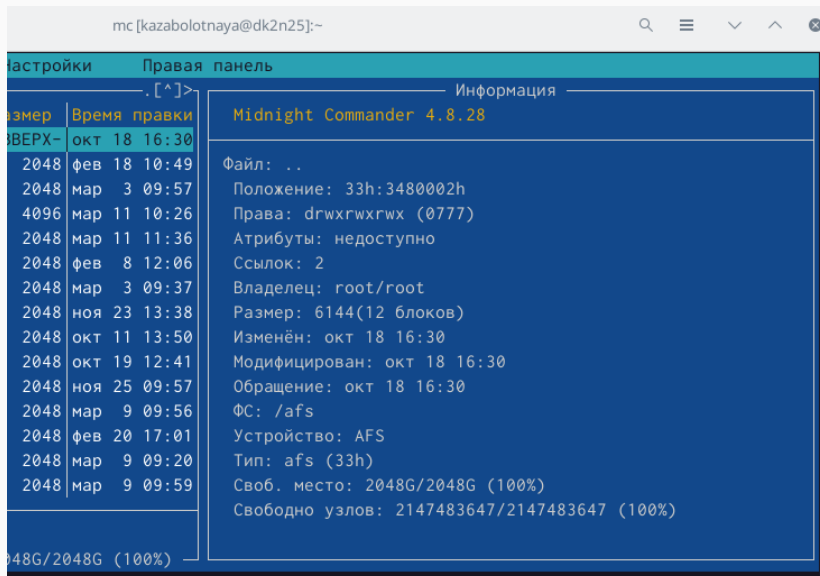 mc [kazabolotnaya@dk2n25]:~
Настройки Правая панель
.[^]>
Информация
азмер Время правки
Midnight Commander 4.8.28
ВВЕРХ- окт 18 16:30
2048 фев 18 10:49
Файл: ..
2048 мар 3 09:57
Положение: 33h:3480002h
4096 мар 11 10:26
Права: drwxrwxrwx (0777)
2048 мар 11 11:36
Атрибуты: недоступно
2048 фев 8 12:06
Ссылок: 2
2048 мар 3 09:37
Владелец: root/root
2048 ноя 23 13:38
Размер: 6144(12 блоков)
2048 окт 11 13:50
Изменён: окт 18 16:30
2048 окт 19 12:41
Модифицирован: окт 18 16:30
2048 ноя 25 09:57
Обращение: окт 18 16:30
2048 мар 9 09:56
ФС: /afs
2048 фев 20 17:01
Устройство: AFS
2048 мар 9 09:20
Тип: afs (33h)
2048 мар 9 09:59
Своб. место: 2048G/2048G (100%)
Свободно узлов: 2147483647/2147483647 (100%)
048G/2048G (100%)